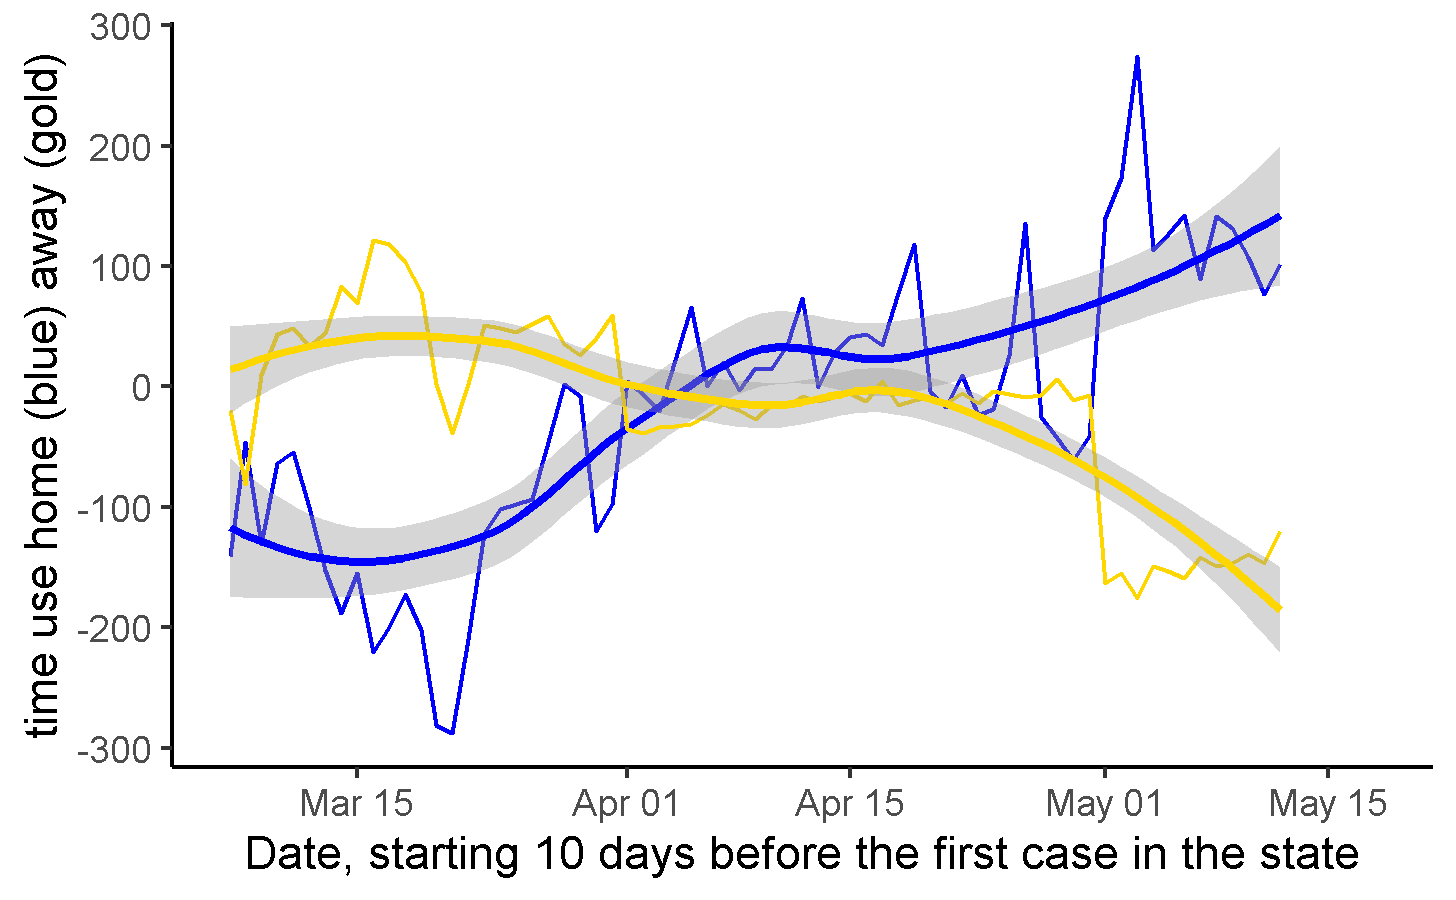 time use home (blue) away (gold)
300
200
100
0
-100
-200
-300
Mar 15 Apr 01 Apr 15 May 01 May 15
Date, starting 10 days before the first case in the state